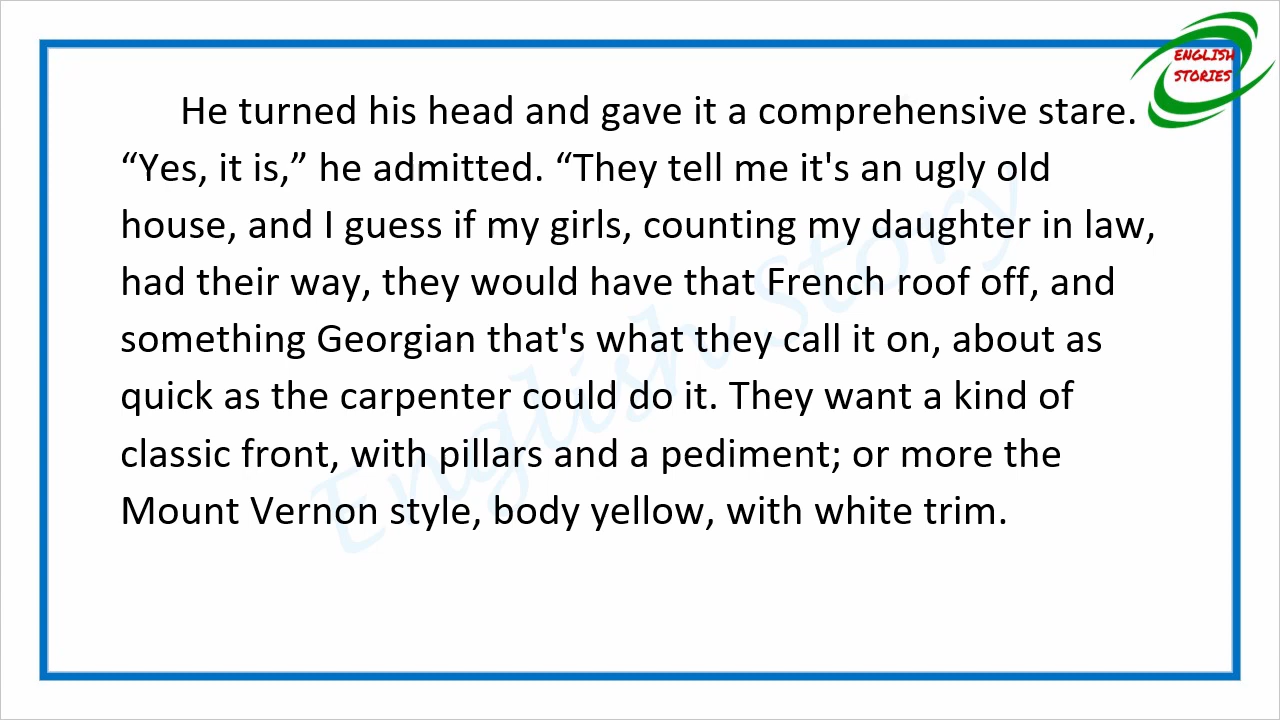 ENGLISH
STORIES
He turned his head and gave it a comprehensive stare.
“Yes, it is,” he admitted. “They tell me it's an ugly old
house, and I guess if my girls, counting my daughter in law,
had their way, they would have that French roof off, and
something Georgian that's what they call it on, about as
quick as the carpenter could do it. They want a kind of
classic front, with pillars and a pediment; or more the
Mount Vernon style, body yellow, with white trim.
English Story